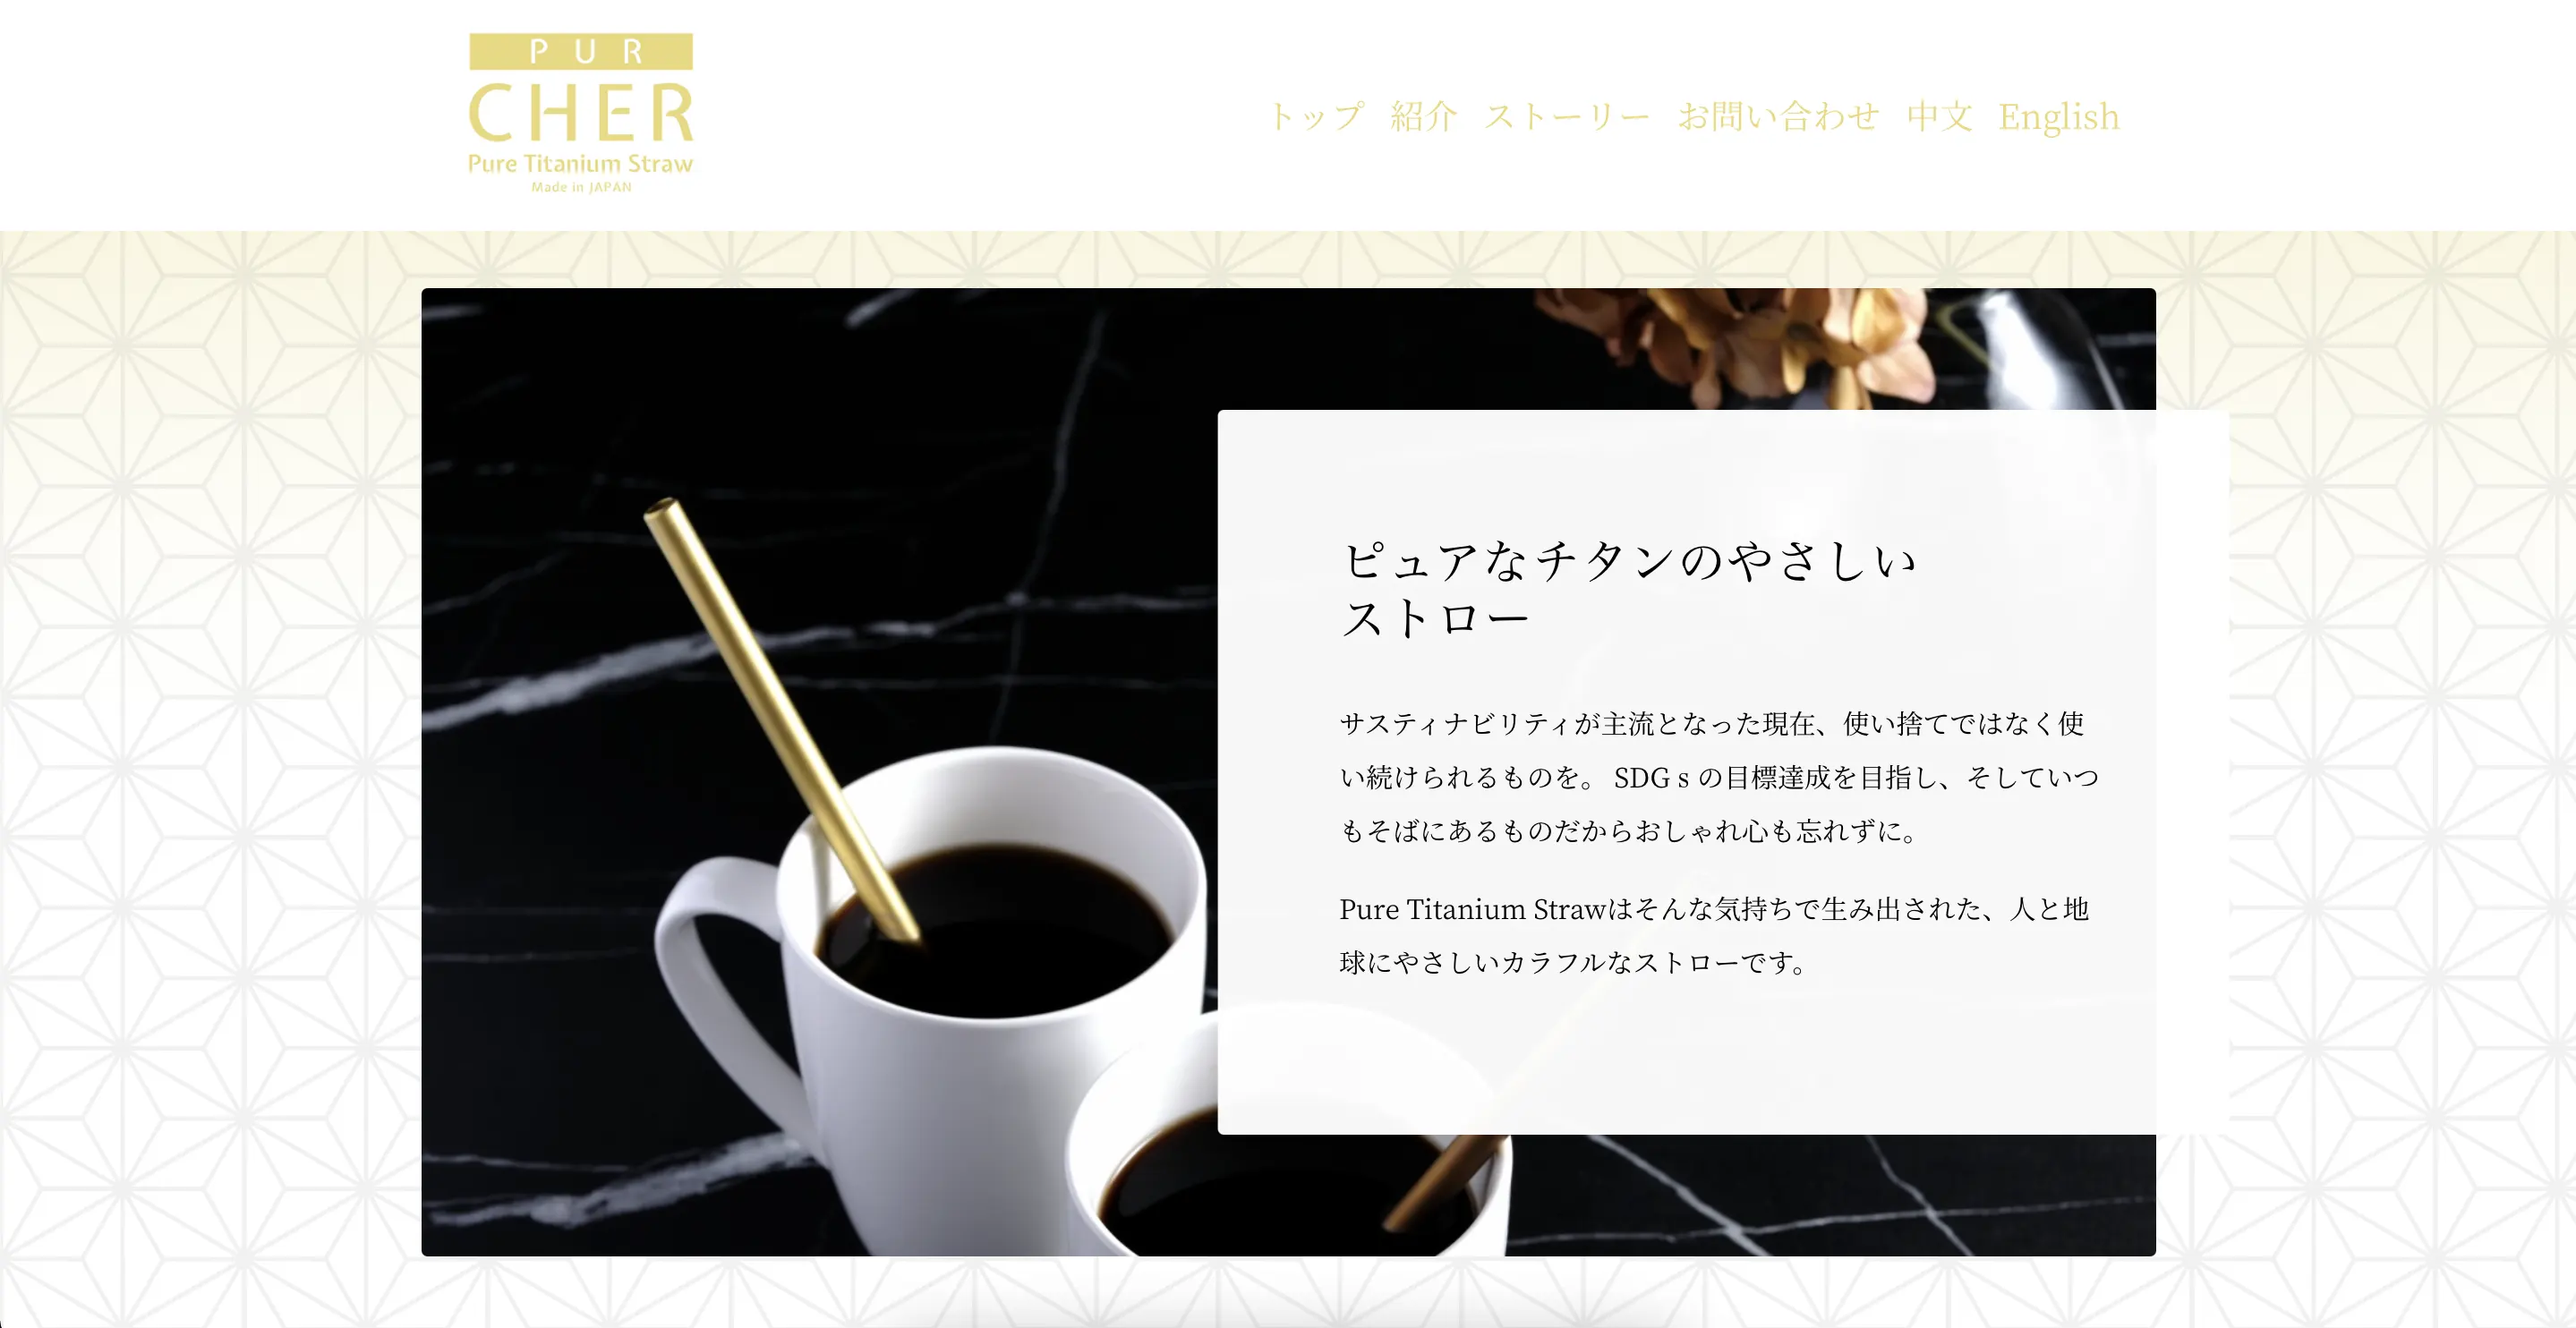 PUR
CHER
Pure Titanium Straw
Made in JAPAN
トップ 紹介 ストーリー お問い合わせ 中文 English
ピュアなチタンのやさしい
ストロー
サスティナビリティが主流となった現在、使い捨てではなく使
い続けられるものを。 SDGｓの目標達成を目指し、そしていつ
もそばにあるものだからおしゃれ心も忘れずに。
Pure Titanium Strawはそんな気持ちで生み出された、人と地
球にやさしいカラフルなストローです。